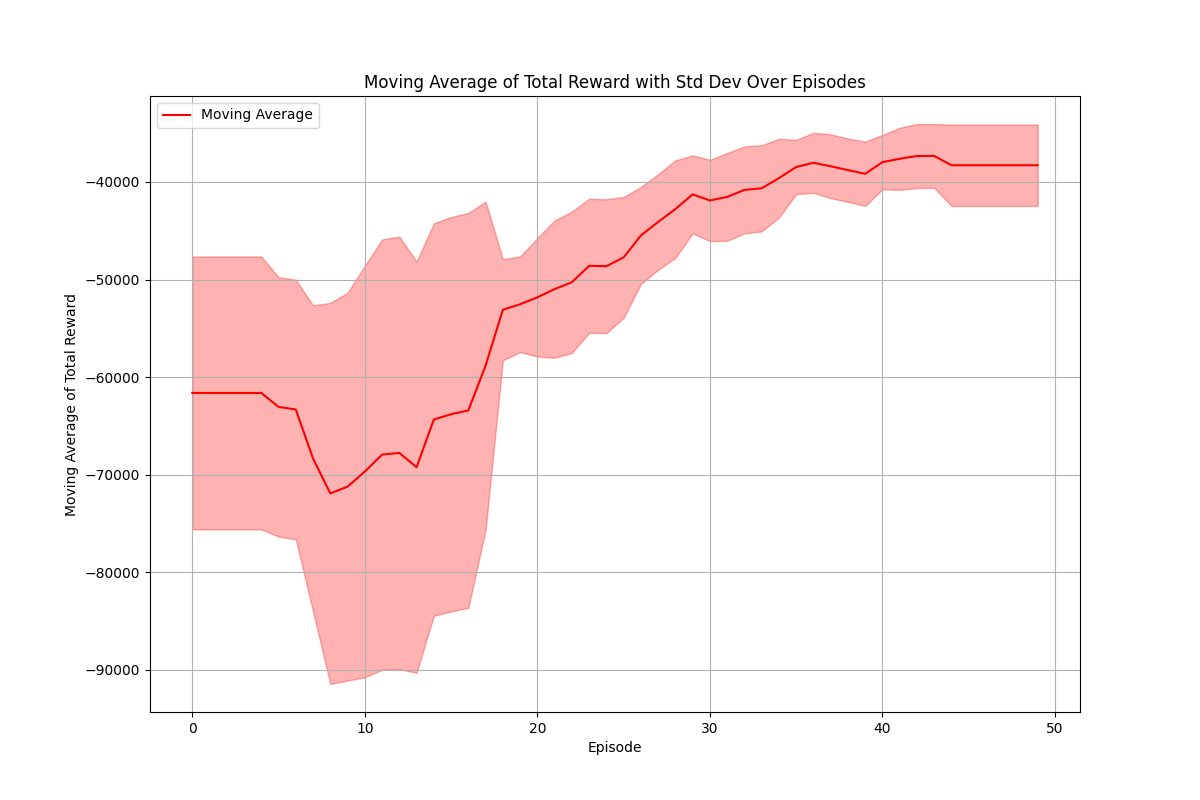 Moving Average of Total Reward with Std Dev Over Episodes
Moving Average
−40000
−50000
−60000
−70000
−80000
−90000
Moving Average of Total Reward
0 10 20 30 40 50
Episode